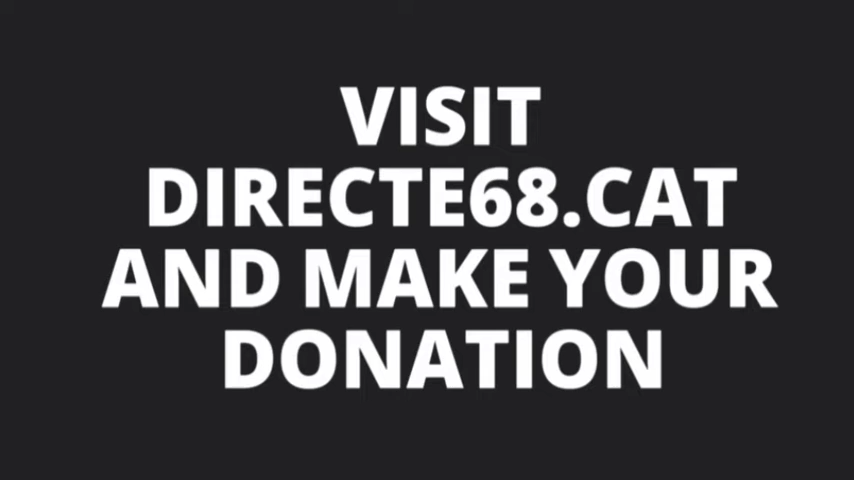 VISIT
DIRECTE68.CAT
AND MAKE YOUR
DONATION